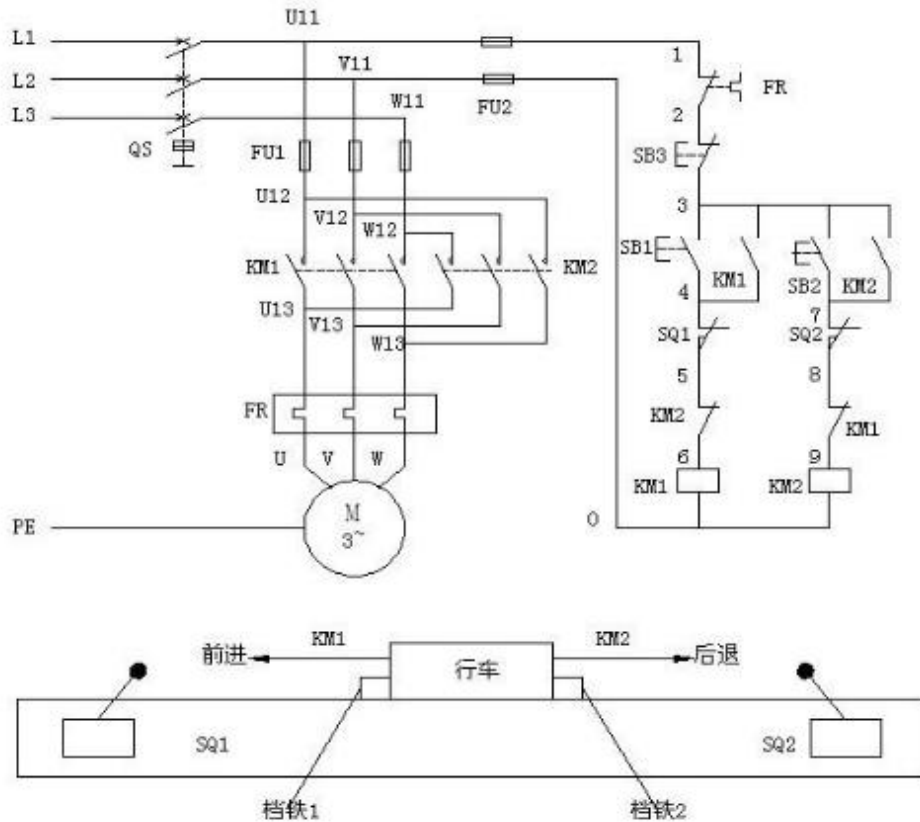 U11
L1
1
V11
L2
FR
W11
FU2
L3
2
QS
FU1
SB3
U12
3
V12
W12
SB1
KM1
KM2
KM1
SB2
KM2
4
U13
7
V13
SQ1
SQ2
W13
5
8
FR
KM2
KM1
U
V
W
6
9
KM1
KM2
M
3~
PE
0
KM1
KM2
前进
行车
后退
SQ1
SQ2
档铁1
档铁2